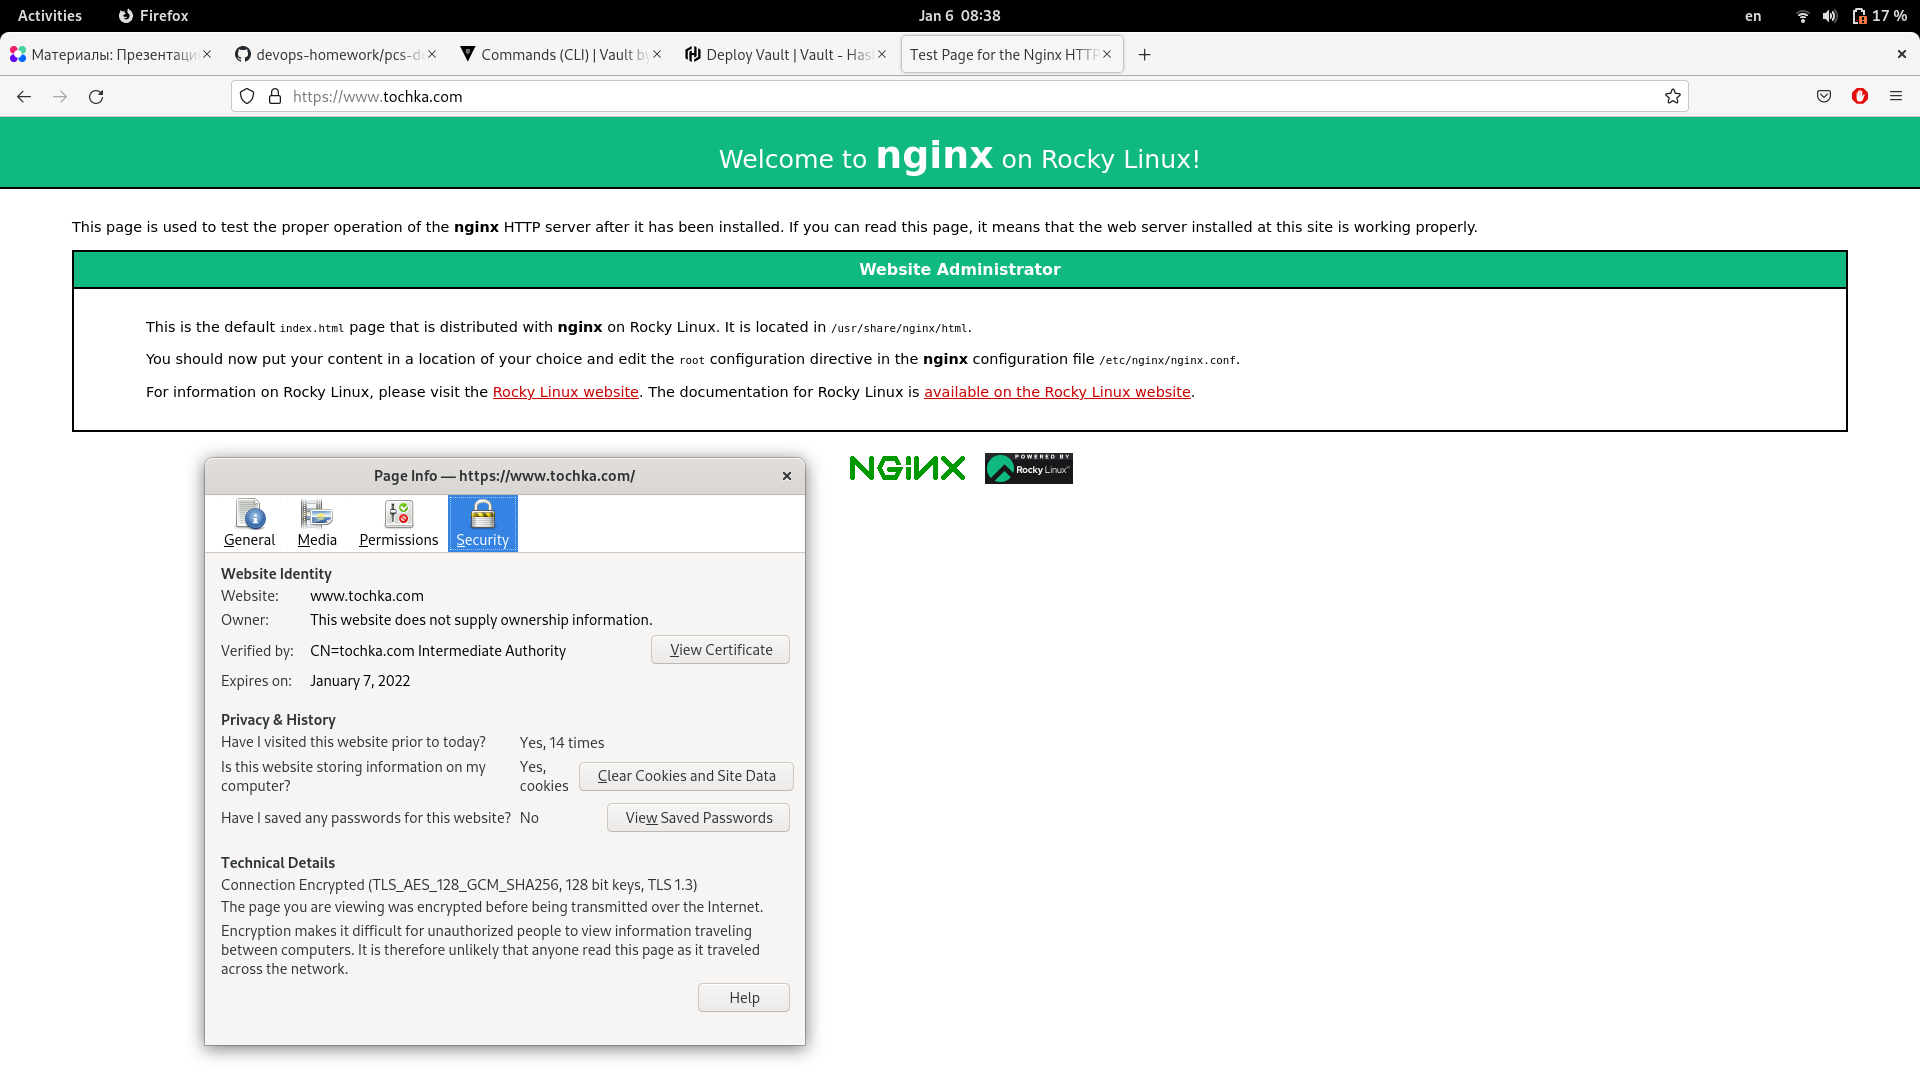 Activities Firefox Jan 6 08:38 en 17 %
Материалы: Презентаци devops-homework/pcs-d Commands (CLI) | Vault by Deploy Vault | Vault - Has Test Page for the Nginx HTTP
https://www.tochka.com
Welcome to nginx on Rocky Linux!
This page is used to test the proper operation of the nginx HTTP server after it has been installed. If you can read this page, it means that the web server installed at this site is working properly.
Website Administrator
This is the default index.html page that is distributed with nginx on Rocky Linux. It is located in /usr/share/nginx/html.
You should now put your content in a location of your choice and edit the root configuration directive in the nginx configuration file /etc/nginx/nginx.conf.
For information on Rocky Linux, please visit the Rocky Linux website. The documentation for Rocky Linux is available on the Rocky Linux website.
NGiNX
POWERED BY
Rocky Linux™
Page Info — https://www.tochka.com/
General Media Permissions Security
Website Identity
Website: www.tochka.com
Owner: This website does not supply ownership information.
Verified by: CN=tochka.com Intermediate Authority View Certificate
Expires on: January 7, 2022
Privacy & History
Have I visited this website prior to today? Yes, 14 times
Is this website storing information on my computer? Yes, cookies Clear Cookies and Site Data
Have I saved any passwords for this website? No View Saved Passwords
Technical Details
Connection Encrypted (TLS_AES_128_GCM_SHA256, 128 bit keys, TLS 1.3)
The page you are viewing was encrypted before being transmitted over the Internet.
Encryption makes it difficult for unauthorized people to view information traveling
between computers. It is therefore unlikely that anyone read this page as it traveled
across the network.
Help